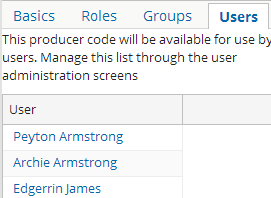 Basics Roles Groups Users
This producer code will be available for use by
users. Manage this list through the user
administration screens
User
Peyton Armstrong
Archie Armstrong
Edgerrin James